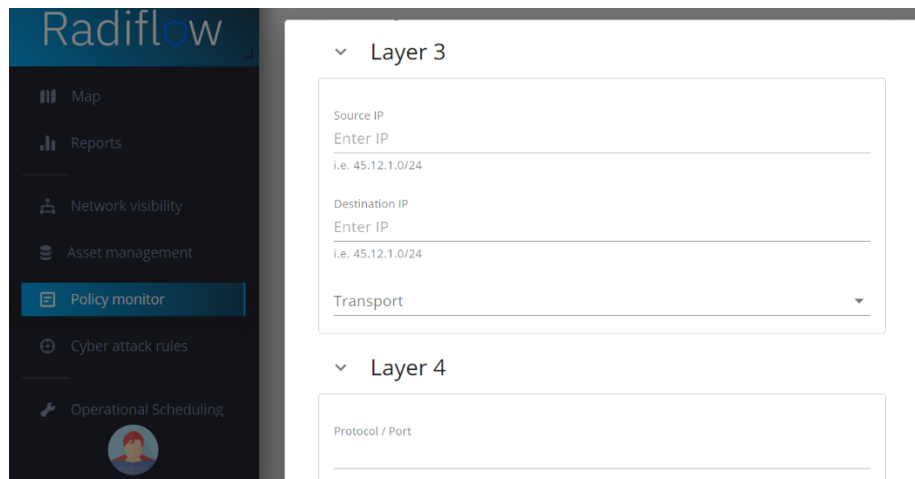 Radiflow
Map
Reports
Network visibility
Asset management
Policy monitor
Cyber attack rules
Operational Scheduling
Layer 3
Source IP
Enter IP
i.e. 45.12.1.0/24
Destination IP
Enter IP
i.e. 45.12.1.0/24
Transport
Layer 4
Protocol / Port